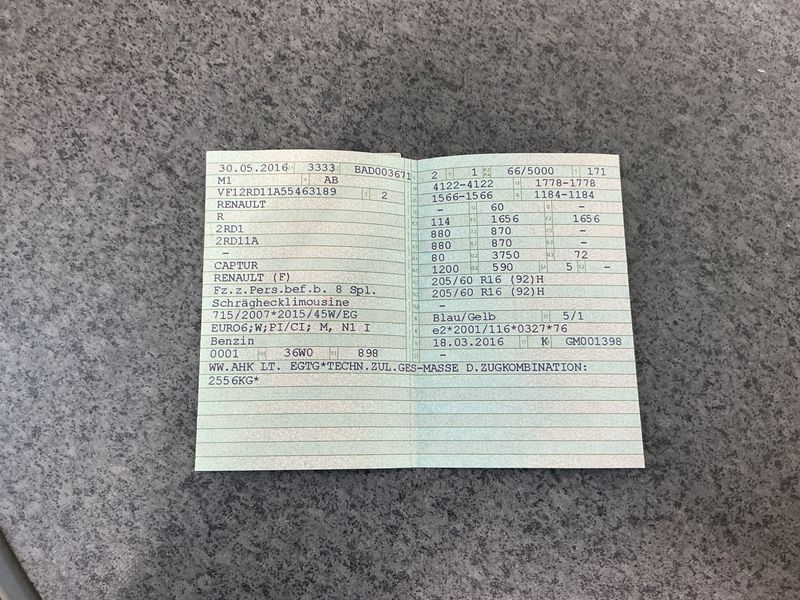 30.05.2016 3333 BAD003671
M1 AB
VF12RD11A55463189 2
RENAULT
R
2RD1
2RD11A
–
CAPTUR
RENAULT (F)
Fz.z.Pers.bef.b. 8 Spl.
Schräghecklimousine
715/2007*2015/45W/EG
EURO6;W;PI/CI; M, N1 I
Benzin
0001 36W0 898
2 1 66/5000 171
4122-4122 1778-1778
1566-1566 1184-1184
– 60 –
114 1656 1656
880 870 –
880 870 –
80 3750 72
1200 590 5 –
205/60 R16 (92)H
205/60 R16 (92)H
–
Blau/Gelb 5/1
e2*2001/116*0327*76
18.03.2016 K GM001398
–
WW.AHK LT. EGTG*TECHN.ZUL.GES-MASSE D.ZUGKOMBINATION:
2556KG*